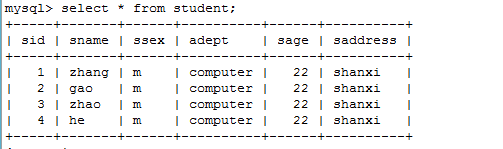 mysql> select * from student;
+-----+-------+------+----------+------+----------+
| sid | sname | ssex | adept    | sage | saddress |
+-----+-------+------+----------+------+----------+
|   1 | zhang | m    | computer |   22 | shanxi   |
|   2 | gao   | m    | computer |   22 | shanxi   |
|   3 | zhao  | m    | computer |   22 | shanxi   |
|   4 | he    | m    | computer |   22 | shanxi   |
+-----+-------+------+----------+------+----------+